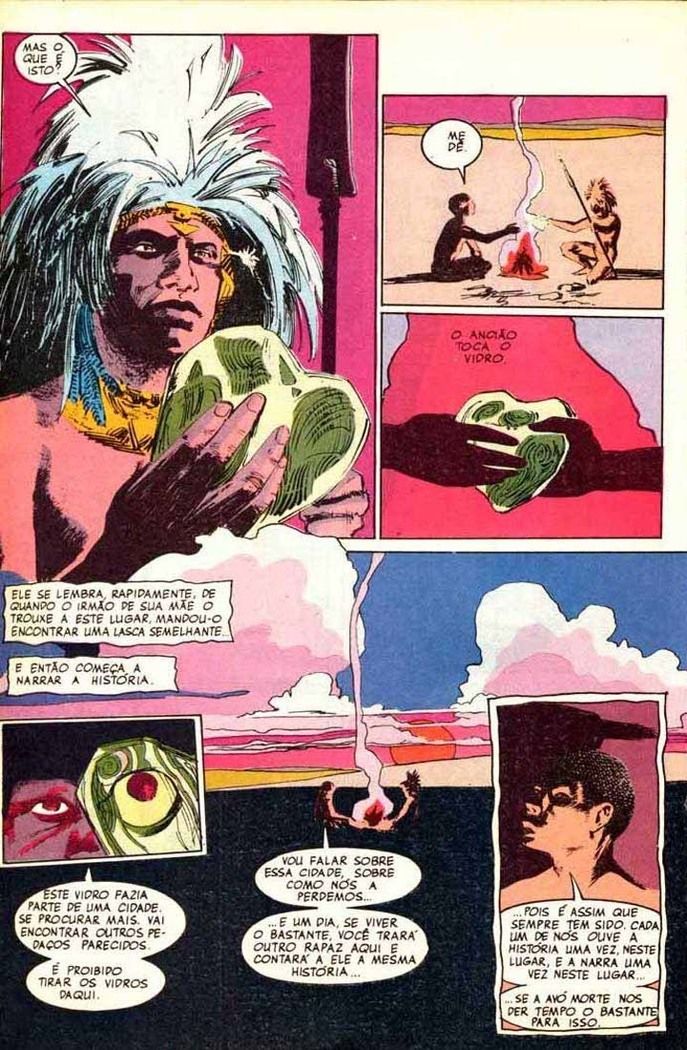 MAS O
QUE É
ISTO?
ME
DÊ.
O ANCIÃO
TOCA O
VIDRO.
ELE SE LEMBRA, RAPIDAMENTE, DE
QUANDO O IRMÃO DE SUA MÃE O
TROUXE A ESTE LUGAR, MANDOU-O
ENCONTRAR UMA LASCA SEMELHANTE...
E ENTÃO COMEÇA A
NARRAR A HISTÓRIA.
ESTE VIDRO FAZIA
PARTE DE UMA CIDADE.
SE PROCURAR MAIS. VAI
ENCONTRAR OUTROS PE-
DAÇOS PARECIDOS.
É PROIBIDO
TIRAR OS VIDROS
DAQUI.
VOU FALAR SOBRE
ESSA CIDADE, SOBRE
COMO NÓS A
PERDEMOS...
...E UM DIA, SE VIVER
O BASTANTE, VOCÊ TRARÁ
OUTRO RAPAZ AQUI E
CONTARÁ A ELE A MESMA
HISTÓRIA...
...POIS É ASSIM QUE
SEMPRE TEM SIDO. CADA
UM DE NÓS OUVE A
HISTÓRIA UMA VEZ, NESTE
LUGAR, E A NARRA UMA
VEZ NESTE LUGAR...
...SE A AVÓ MORTE NOS
DER TEMPO O BASTANTE
PARA ISSO.